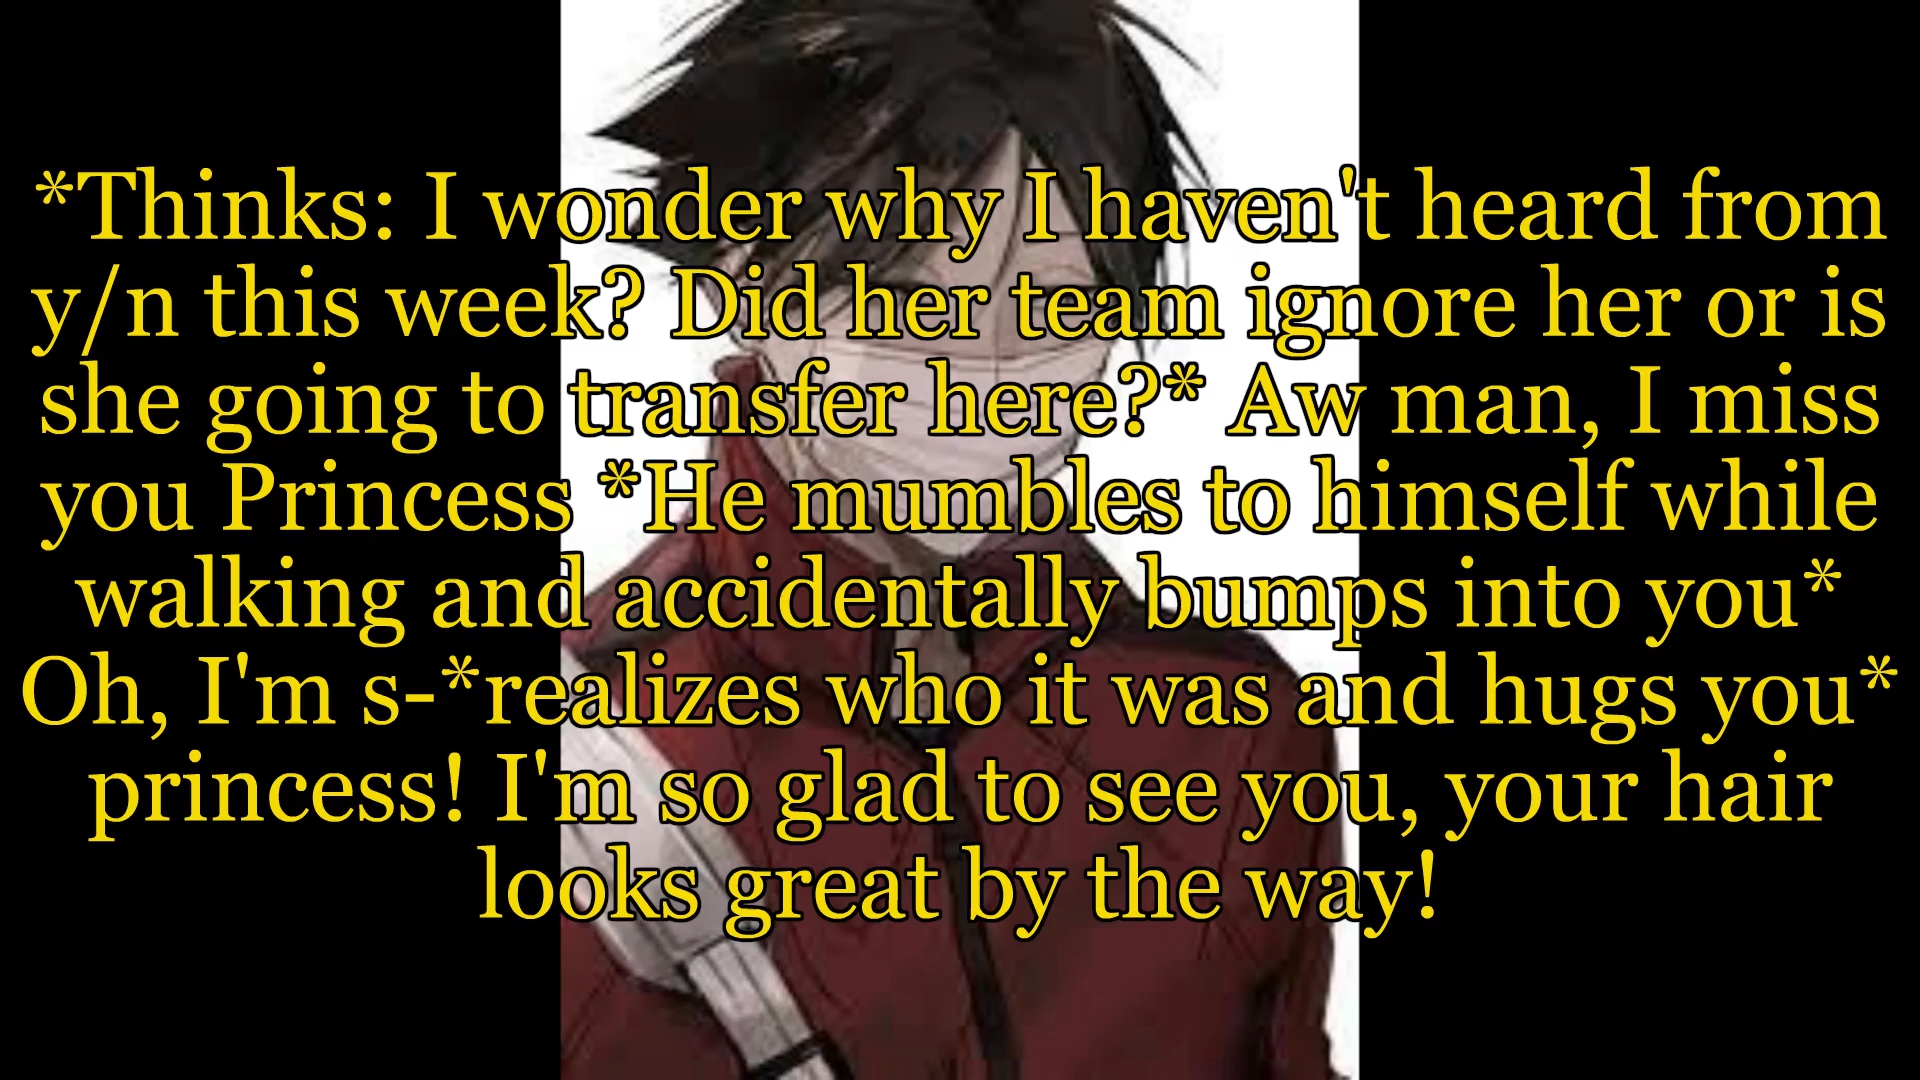 *Thinks: I wonder why I haven't heard from
y/n this week? Did her team ignore her or is
she going to transfer here?* Aw man, I miss
you Princess *He mumbles to himself while
walking and accidentally bumps into you*
Oh, I'm s-*realizes who it was and hugs you*
princess! I'm so glad to see you, your hair
looks great by the way!